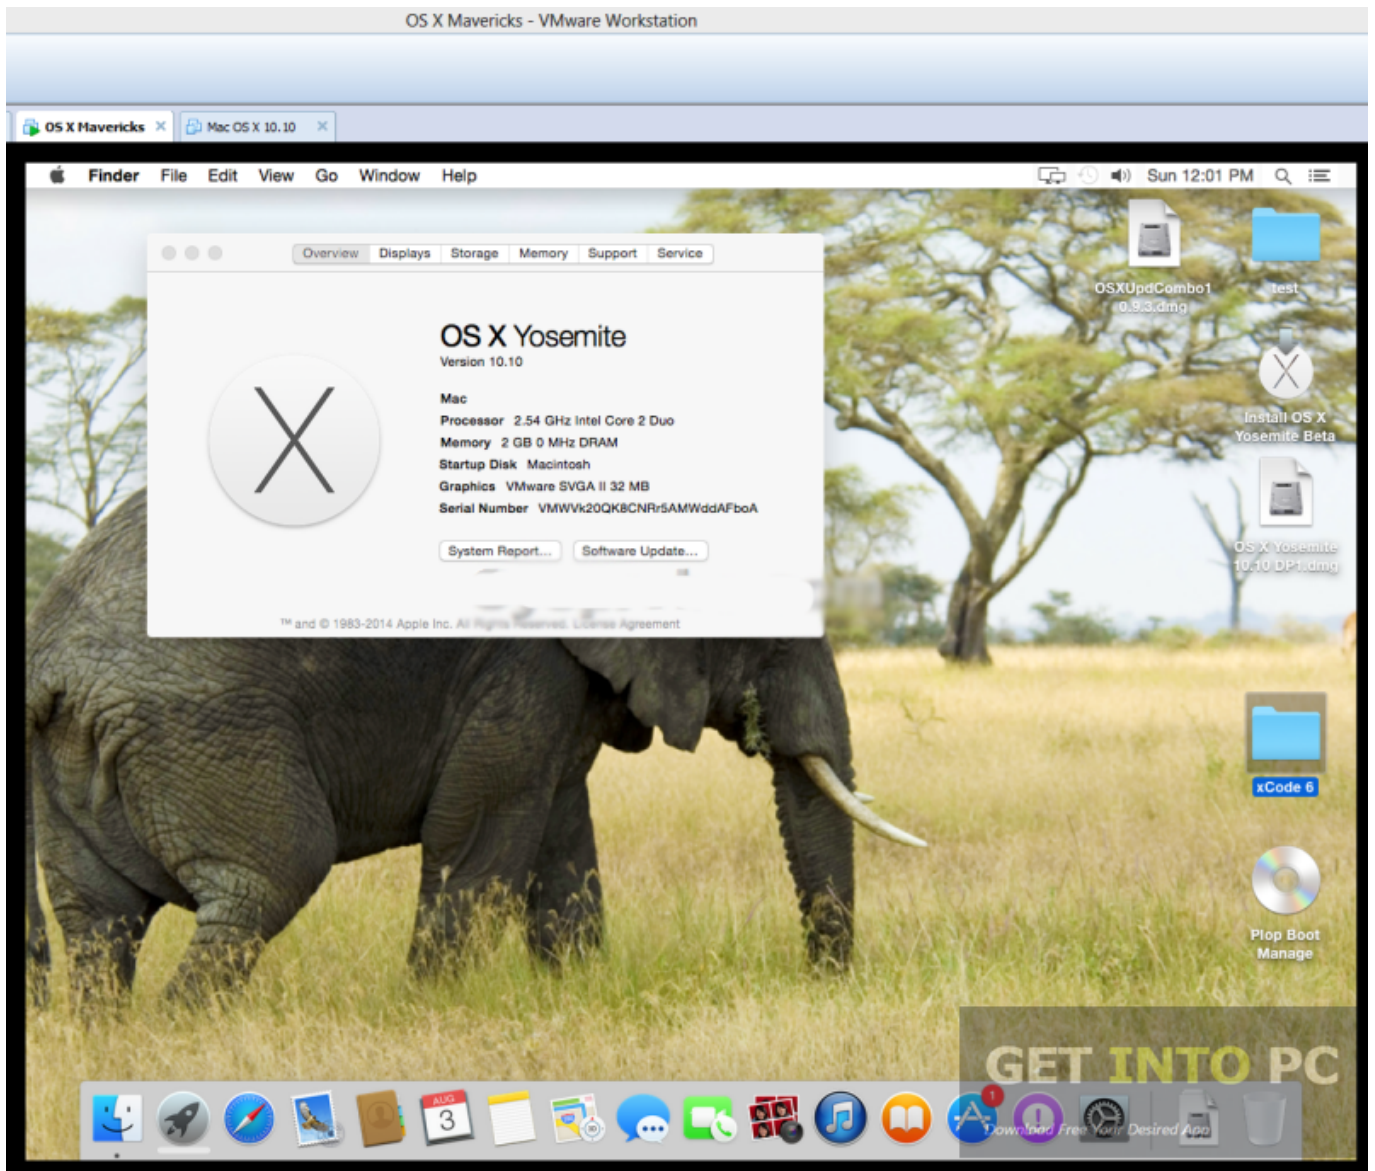 OS X Mavericks - VMware Workstation
OS X Mavericks
Mac OS X 10.10
Finder File Edit View Go Window Help
Sun 12:01 PM
Overview Displays Storage Memory Support Service
OSXUpdCombo1
0.9.3.dmg
test
OS X Yosemite
Version 10.10
Mac
Processor 2.54 GHz Intel Core 2 Duo
Memory 2 GB 0 MHz DRAM
Startup Disk Macintosh
Graphics VMware SVGA II 32 MB
Serial Number VMWVk20QK8CNRr5AMWddAFboA
System Report... Software Update...
™ and © 1983-2014 Apple Inc. All Rights Reserved. License Agreement
Install OS X
Yosemite Beta
OS X Yosemite
10.10 DP1.dmg
xCode 6
Plop Boot
Manage
GET INTO PC
Download Free Your Desired App
AUG
3
1